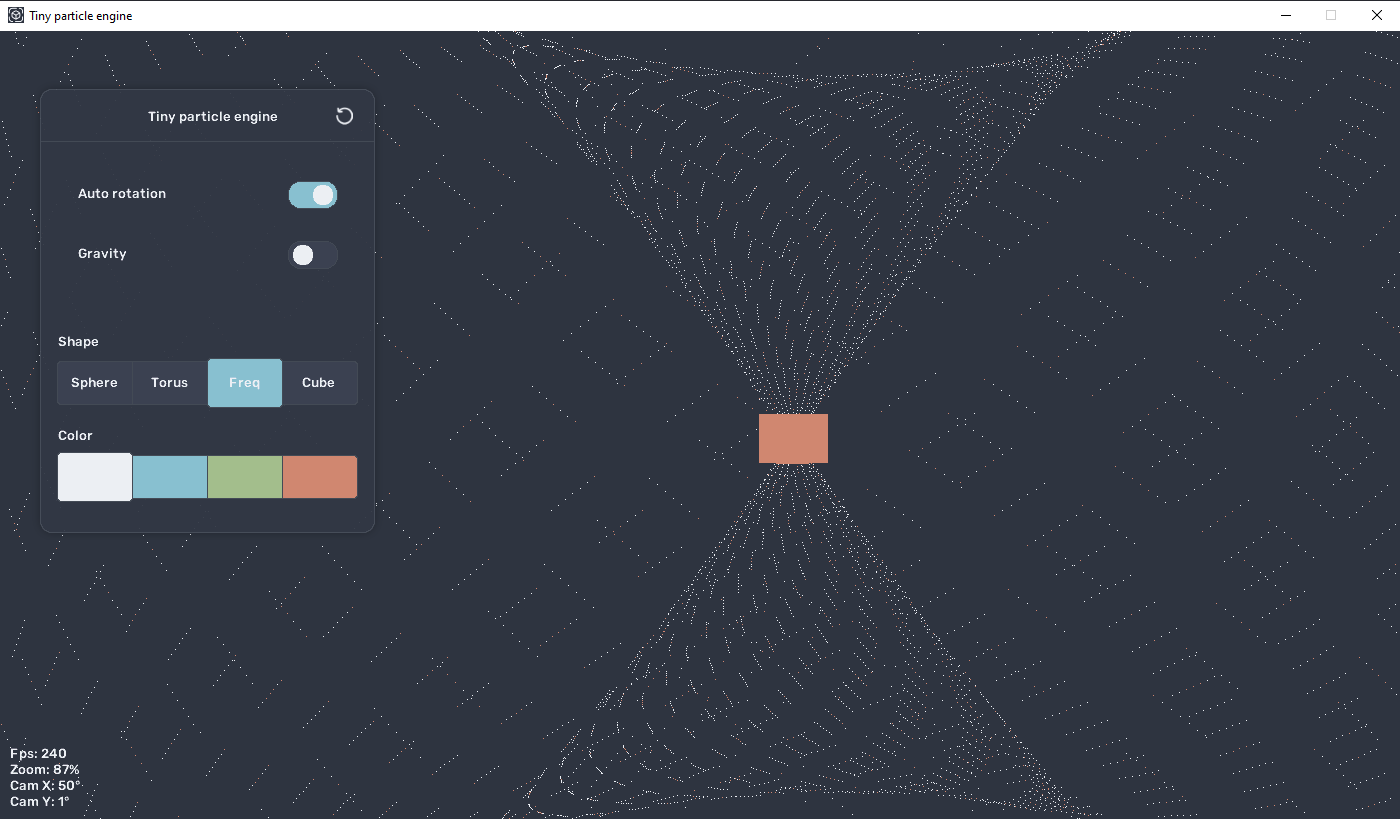 Tiny particle engine
Tiny particle engine
Auto rotation
Gravity
Shape
Sphere Torus Freq Cube
Color
Fps: 240
Zoom: 87%
Cam X: 50°
Cam Y: 1°